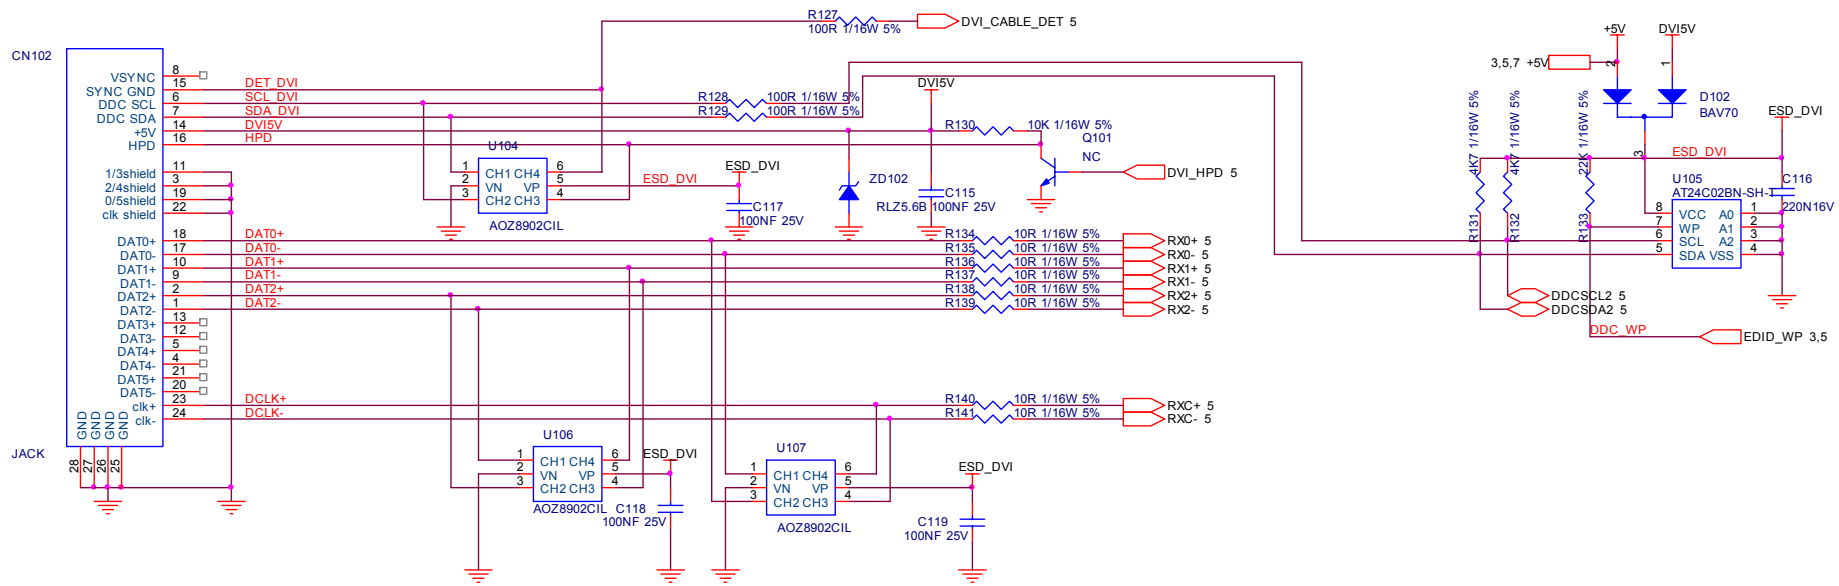 R127
100R 1/16W 5%
DVI_CABLE_DET 5
+5V
DVI5V
CN102
3,5,7 +5V
2
1
VSYNC 8
SYNC GND 15 DET_DVI
DDC SCL 6 SCL_DVI
DDC SDA 7 SDA_DVI
+5V 14 DVI5V
HPD 16 HPD
R128 100R 1/16W 5%
R129 100R 1/16W 5%
DVI5V
R130 10K 1/16W 5%
Q101
NC
DVI_HPD 5
D102
BAV70
3
ESD_DVI
ESD_DVI
4K7 1/16W 5%
4K7 1/16W 5%
22K 1/16W 5%
R131
R132
R133
1/3shield 11
2/4shield 3
0/5shield 19
clk shield 22
U104
1 CH1 CH4 6
2 VN VP 5
3 CH2 CH3 4
AOZ8902CIL
ESD_DVI
ESD_DVI
C117
100NF 25V
ZD102
RLZ5.6B
C115
100NF 25V
U105
AT24C02BN-SH-T
C116
220N16V
8 VCC A0 1
7 WP A1 2
6 SCL A2 3
5 SDA VSS 4
DAT0+ 18 DAT0+ R134 10R 1/16W 5% RX0+ 5
DAT0- 17 DAT0- R135 10R 1/16W 5% RX0- 5
DAT1+ 10 DAT1+ R136 10R 1/16W 5% RX1+ 5
DAT1- 9 DAT1- R137 10R 1/16W 5% RX1- 5
DAT2+ 2 DAT2+ R138 10R 1/16W 5% RX2+ 5
DAT2- 1 DAT2- R139 10R 1/16W 5% RX2- 5
DDCSCL2 5
DDCSDA2 5
DDC_WP
EDID_WP 3,5
DAT3+ 13
DAT3- 12
DAT4+ 5
DAT4- 4
DAT5+ 21
DAT5- 20
clk+ 23 DCLK+ R140 10R 1/16W 5% RXC+ 5
clk- 24 DCLK- R141 10R 1/16W 5% RXC- 5
GND
GND
GND
GND
28
27
26
25
JACK
U106
1 CH1 CH4 6
2 VN VP 5
3 CH2 CH3 4
AOZ8902CIL
ESD_DVI
C118
100NF 25V
U107
1 CH1 CH4 6
2 VN VP 5
3 CH2 CH3 4
AOZ8902CIL
ESD_DVI
C119
100NF 25V